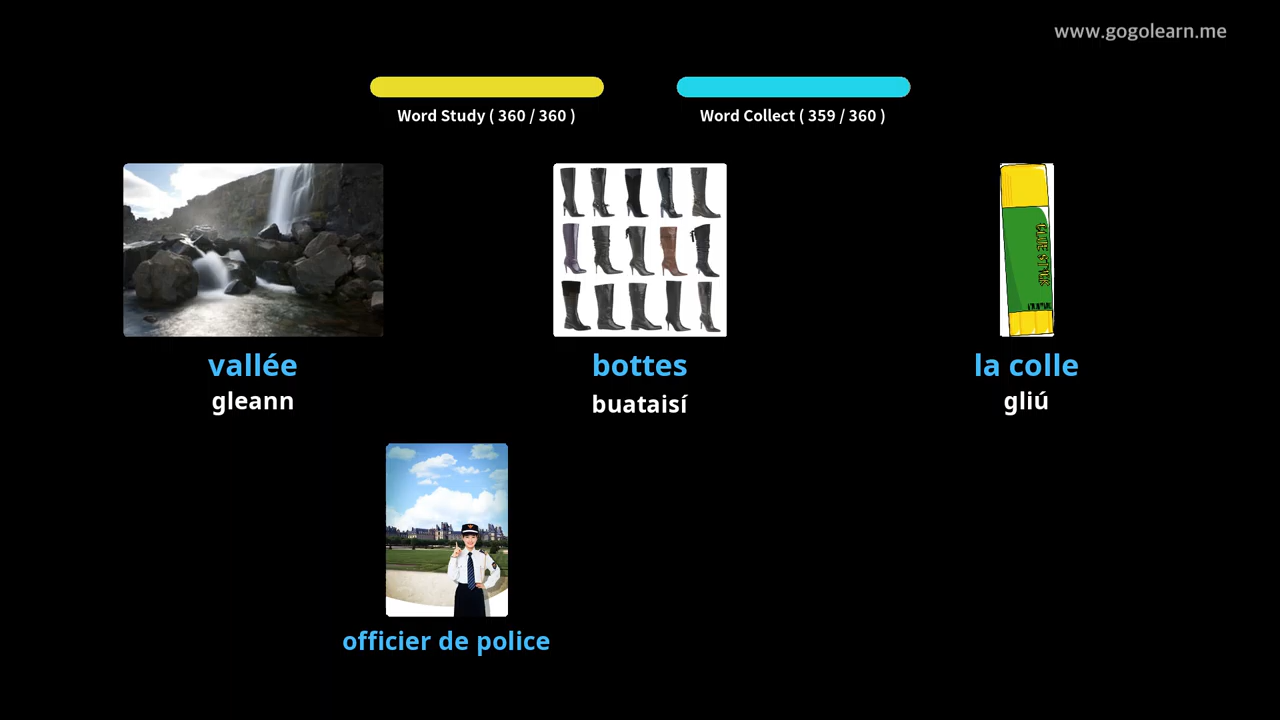 www.gogolearn.me
Word Study ( 360 / 360 )
Word Collect ( 359 / 360 )
vallée
gleann
bottes
buataisí
la colle
gliú
officier de police